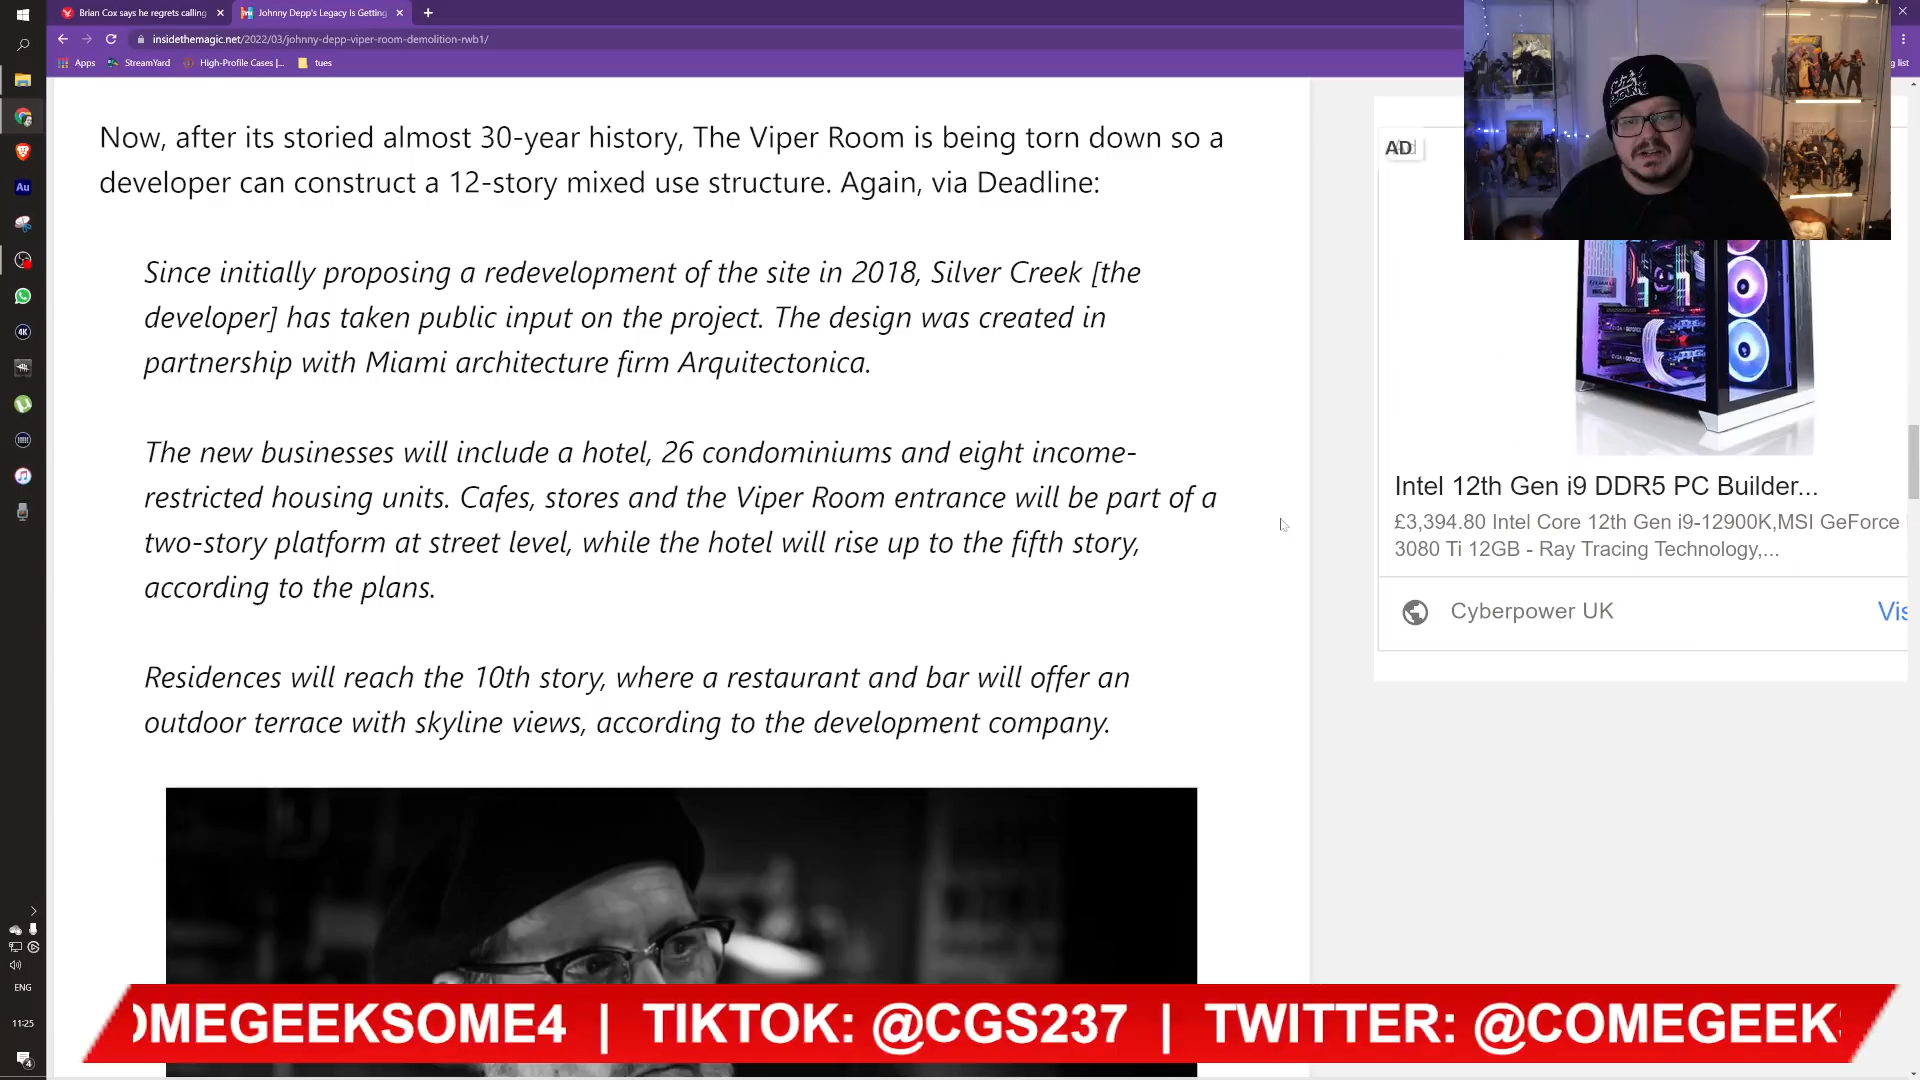 Brian Cox says he regrets calling
Johnny Depp's Legacy Is Getting
insidethemagic.net/2022/03/johnny-depp-viper-room-demolition-rwb1/
Apps
StreamYard
High-Profile Cases |...
tues
g list
Now, after its storied almost 30-year history, The Viper Room is being torn down so a
developer can construct a 12-story mixed use structure. Again, via Deadline:
Since initially proposing a redevelopment of the site in 2018, Silver Creek [the
developer] has taken public input on the project. The design was created in
partnership with Miami architecture firm Arquitectonica.
The new businesses will include a hotel, 26 condominiums and eight income-
restricted housing units. Cafes, stores and the Viper Room entrance will be part of a
two-story platform at street level, while the hotel will rise up to the fifth story,
according to the plans.
Residences will reach the 10th story, where a restaurant and bar will offer an
outdoor terrace with skyline views, according to the development company.
AD
Intel 12th Gen i9 DDR5 PC Builder...
£3,394.80 Intel Core 12th Gen i9-12900K,MSI GeForce
3080 Ti 12GB - Ray Tracing Technology,...
Cyberpower UK
Vis
Au
4K
ENG
11:25
4
OMEGEEKSOME4 | TIKTOK: @CGS237 | TWITTER: @COMEGEEKS